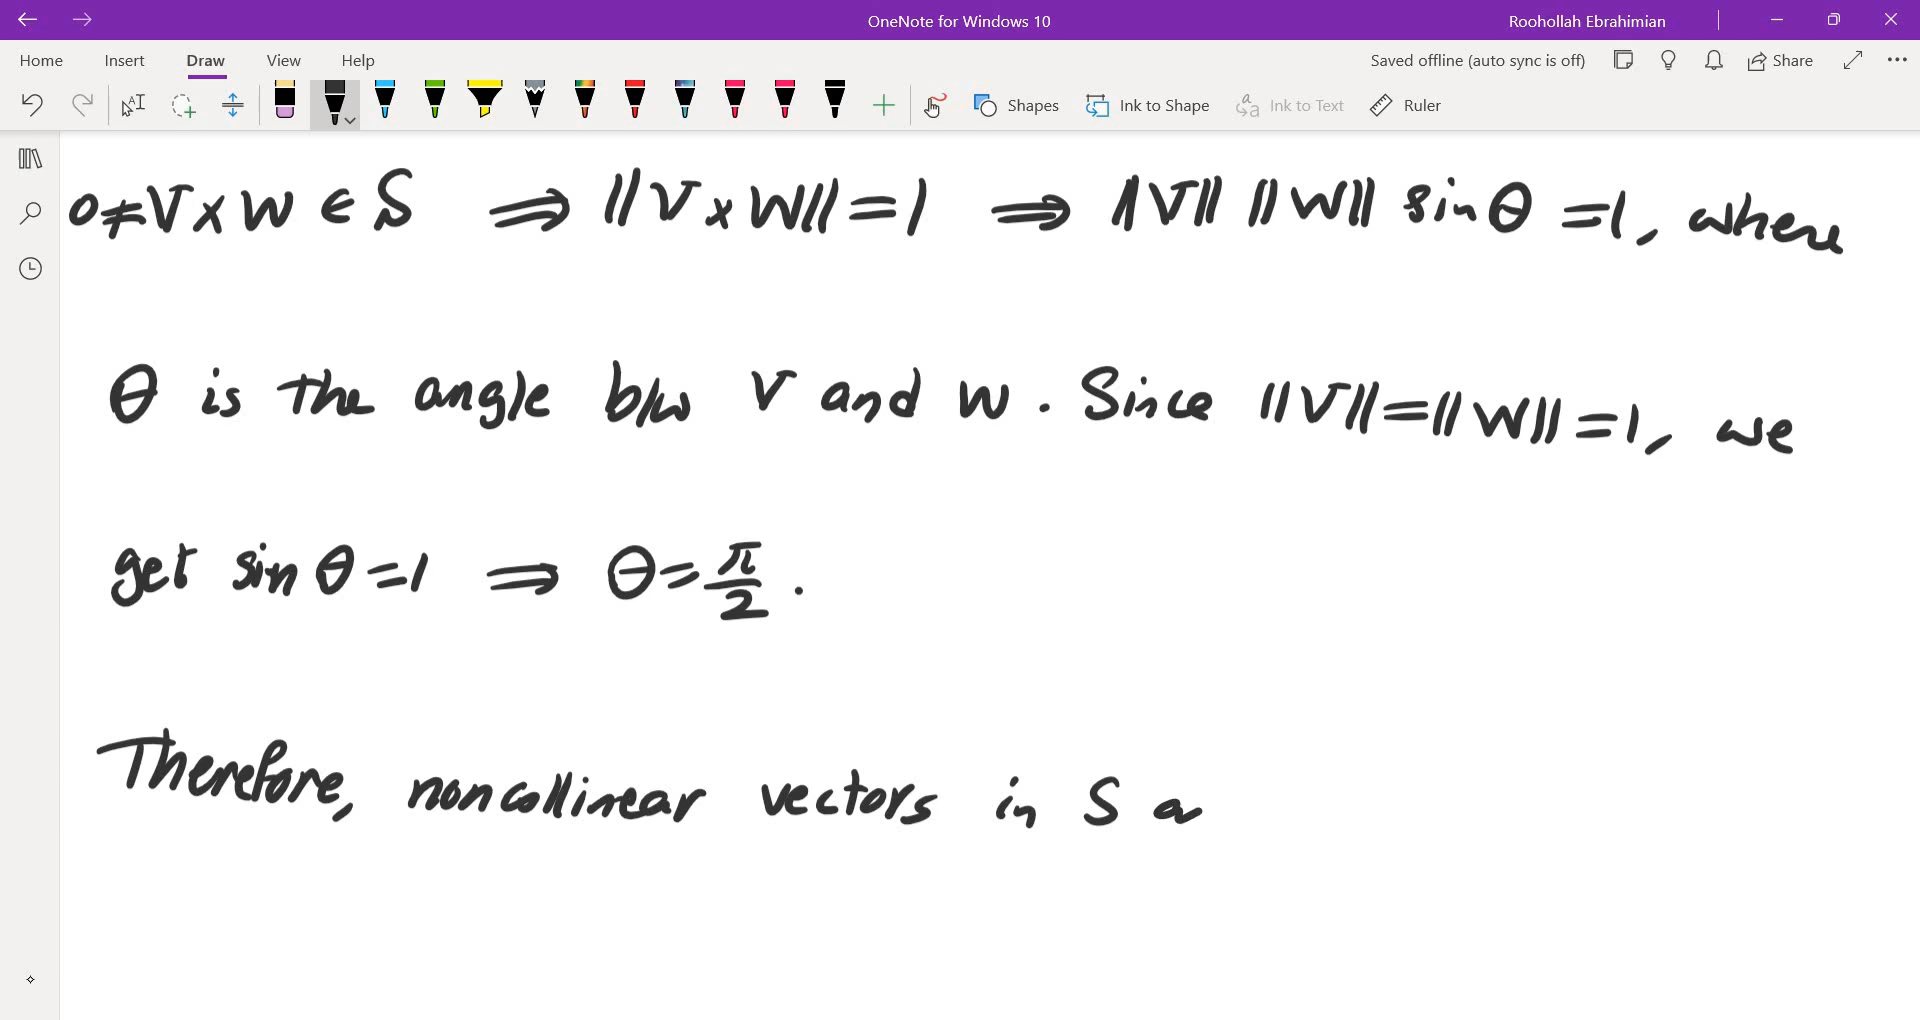 OneNote for Windows 10
Roohollah Ebrahimian
Home Insert Draw View Help
Saved offline (auto sync is off)
Share
Shapes
Ink to Shape
Ink to Text
Ruler
0≠V×W ∈ S ⟹ ||V×W||=1 ⟹ ||V|| ||W|| sinθ =1, where
θ is the angle b/w V and W. Since ||V||=||W||=1, we
get sin θ=1 ⟹ θ=π/2.
Therefore, noncollinear vectors in S a